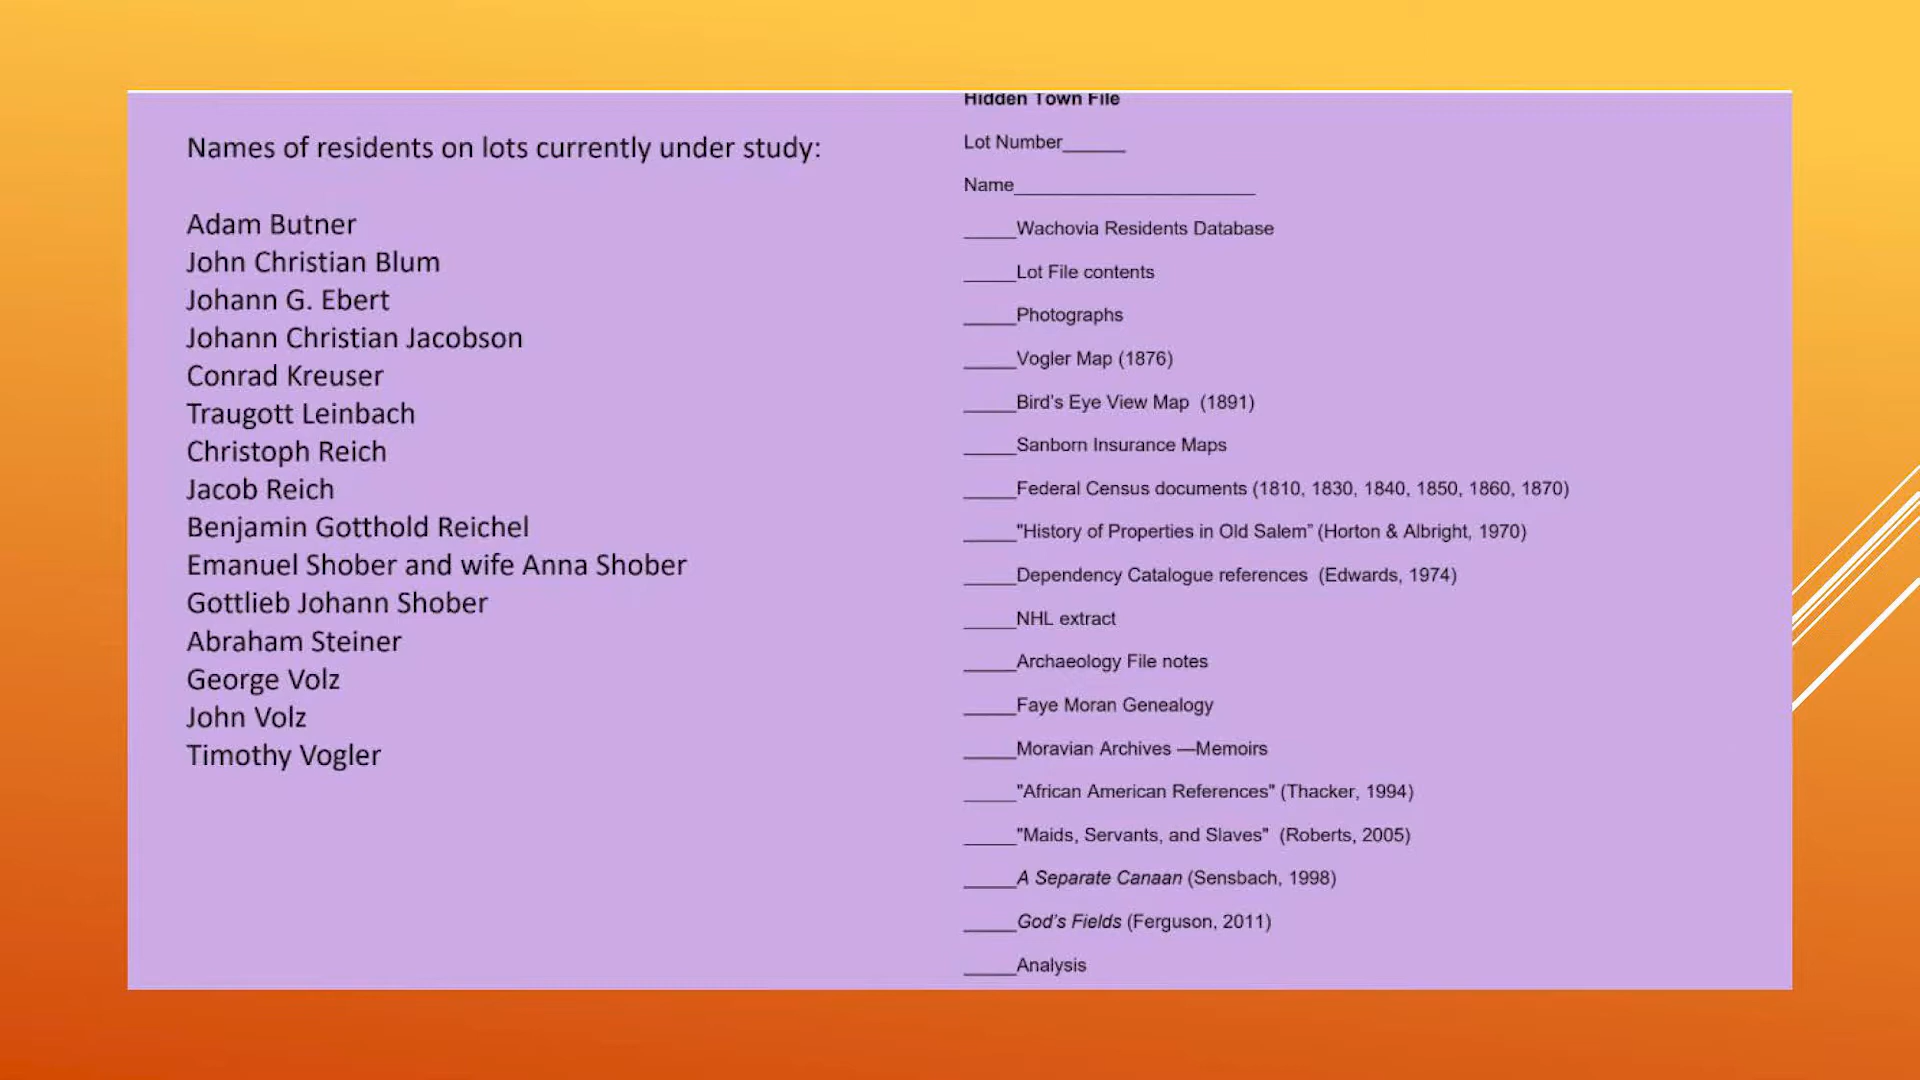 Names of residents on lots currently under study:
Adam Butner
John Christian Blum
Johann G. Ebert
Johann Christian Jacobson
Conrad Kreuser
Traugott Leinbach
Christoph Reich
Jacob Reich
Benjamin Gotthold Reichel
Emanuel Shober and wife Anna Shober
Gottlieb Johann Shober
Abraham Steiner
George Volz
John Volz
Timothy Vogler
Hidden Town File
Lot Number______
Name_______________________
_____Wachovia Residents Database
_____Lot File contents
_____Photographs
_____Vogler Map (1876)
_____Bird's Eye View Map  (1891)
_____Sanborn Insurance Maps
_____Federal Census documents (1810, 1830, 1840, 1850, 1860, 1870)
_____"History of Properties in Old Salem” (Horton & Albright, 1970)
_____Dependency Catalogue references  (Edwards, 1974)
_____NHL extract
_____Archaeology File notes
_____Faye Moran Genealogy
_____Moravian Archives —Memoirs
_____"African American References" (Thacker, 1994)
_____"Maids, Servants, and Slaves"  (Roberts, 2005)
_____A Separate Canaan (Sensbach, 1998)
_____God's Fields (Ferguson, 2011)
_____Analysis